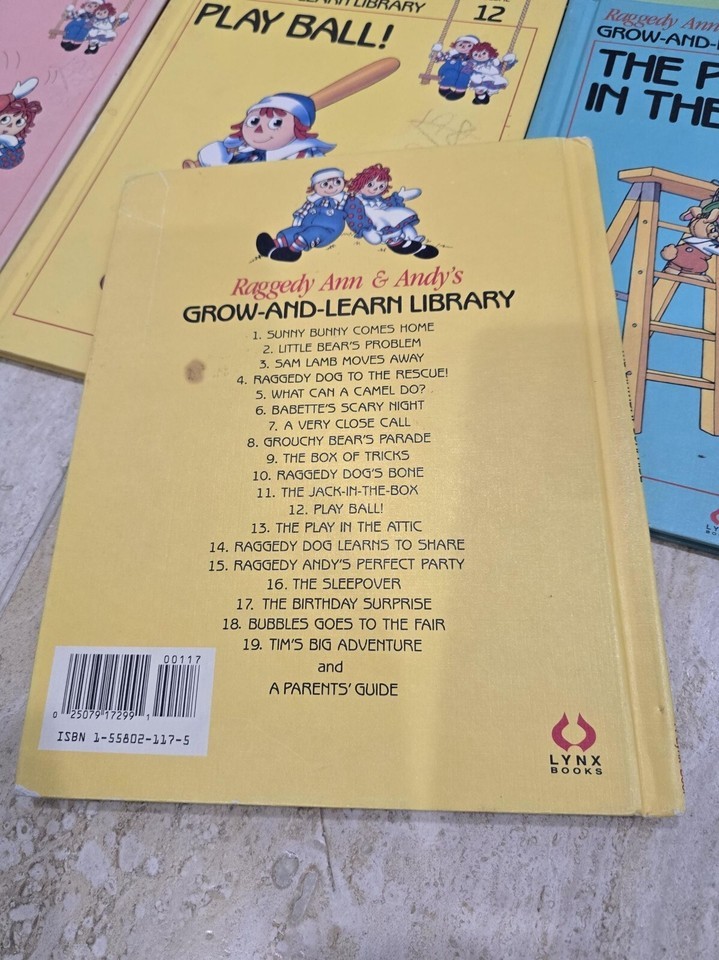 LEARN LIBRARY
12
PLAY BALL!
Raggedy Ann
GROW-AND-
THE P
IN THE
Raggedy Ann & Andy's
GROW-AND-LEARN LIBRARY
1. SUNNY BUNNY COMES HOME
2. LITTLE BEAR'S PROBLEM
3. SAM LAMB MOVES AWAY
4. RAGGEDY DOG TO THE RESCUE!
5. WHAT CAN A CAMEL DO?
6. BABETTE'S SCARY NIGHT
7. A VERY CLOSE CALL
8. GROUCHY BEAR'S PARADE
9. THE BOX OF TRICKS
10. RAGGEDY DOG'S BONE
11. THE JACK-IN-THE-BOX
12. PLAY BALL!
13. THE PLAY IN THE ATTIC
14. RAGGEDY DOG LEARNS TO SHARE
15. RAGGEDY ANDY'S PERFECT PARTY
16. THE SLEEPOVER
17. THE BIRTHDAY SURPRISE
18. BUBBLES GOES TO THE FAIR
19. TIM'S BIG ADVENTURE
and
A PARENTS' GUIDE
00117
0 25079 17299 1
ISBN 1-55802-117-5
LYNX
BOOKS